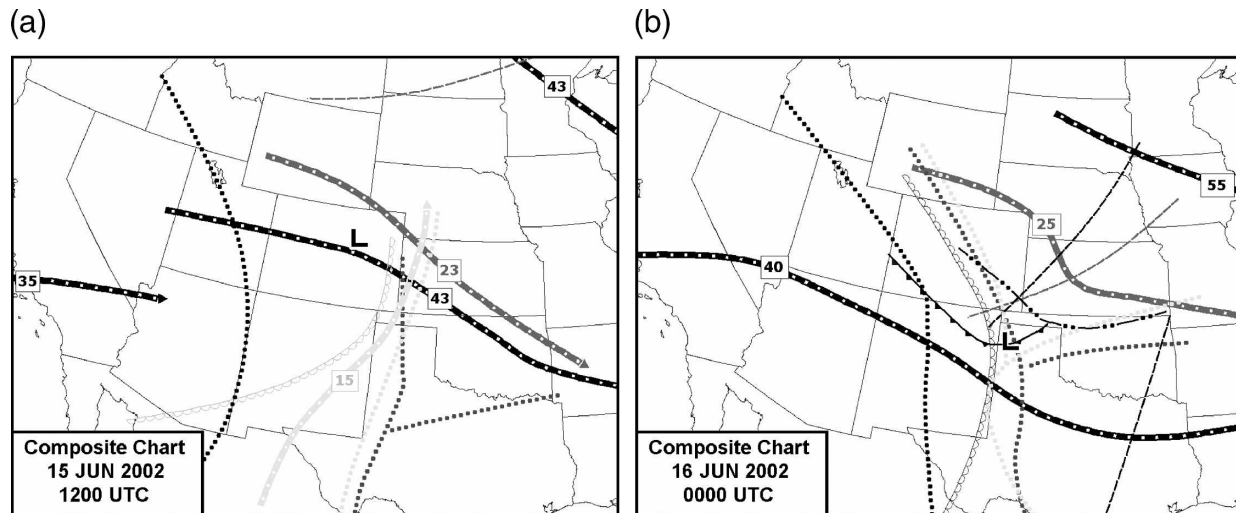 (a)
(b)
43
35
L
23
43
15
Composite Chart
15 JUN 2002
1200 UTC
55
25
40
L
Composite Chart
16 JUN 2002
0000 UTC